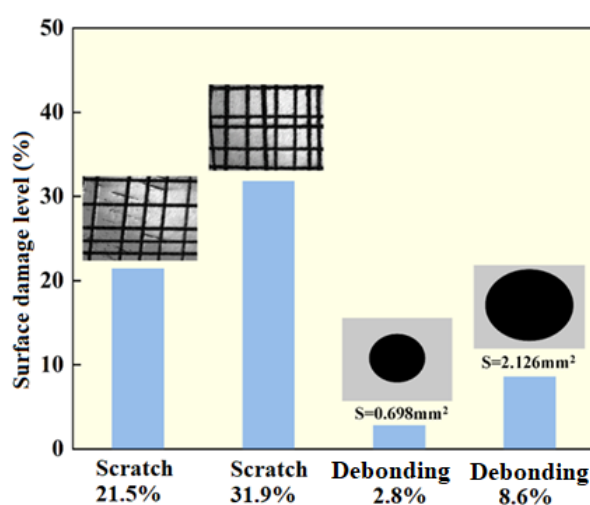 Surface damage level (%)
50
40
30
20
10
0
S=0.698mm²
S=2.126mm²
Scratch
21.5%
Scratch
31.9%
Debonding
2.8%
Debonding
8.6%